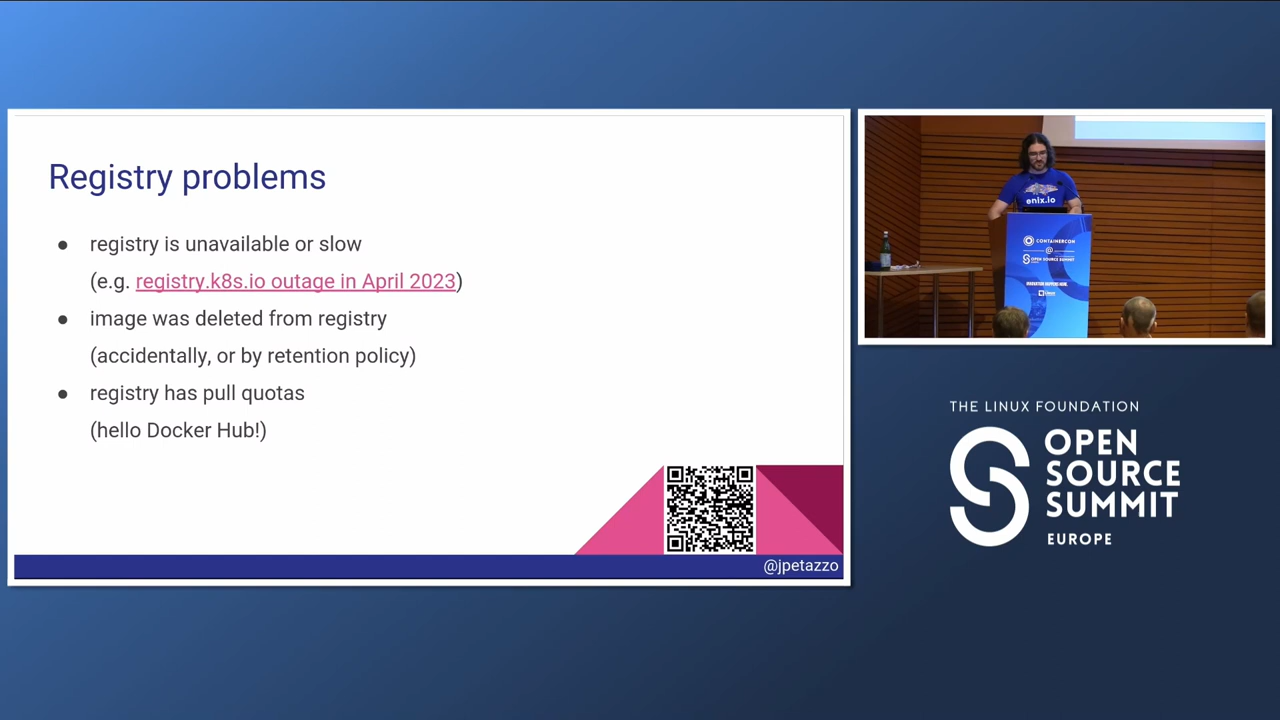 Registry problems
● registry is unavailable or slow
(e.g. registry.k8s.io outage in April 2023)
● image was deleted from registry
(accidentally, or by retention policy)
● registry has pull quotas
(hello Docker Hub!)
@jpetazzo
enix.io
CONTAINERCON
@
OPEN SOURCE SUMMIT
THE LINUX FOUNDATION
OPEN
SOURCE
SUMMIT
EUROPE